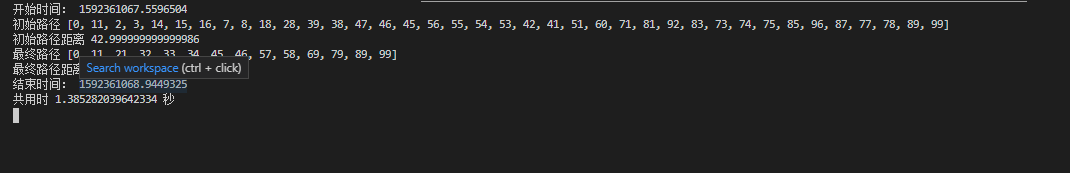 开始时间： 1592361067.5596504
初始路径 [0, 11, 2, 3, 14, 15, 16, 7, 8, 18, 28, 39, 38, 47, 46, 45, 56, 55, 54, 53, 42, 41, 51, 60, 71, 81, 92, 83, 73, 74, 75, 85, 96, 87, 77, 78, 89, 99]
初始路径距离 42.999999999999986
最终路径 [0, 11, 21, 32, 33, 34, 45, 46, 57, 58, 69, 79, 89, 99]
最终路径距离
Search workspace (ctrl + click)
结束时间： 1592361068.9449325
共用时 1.385282039642334 秒